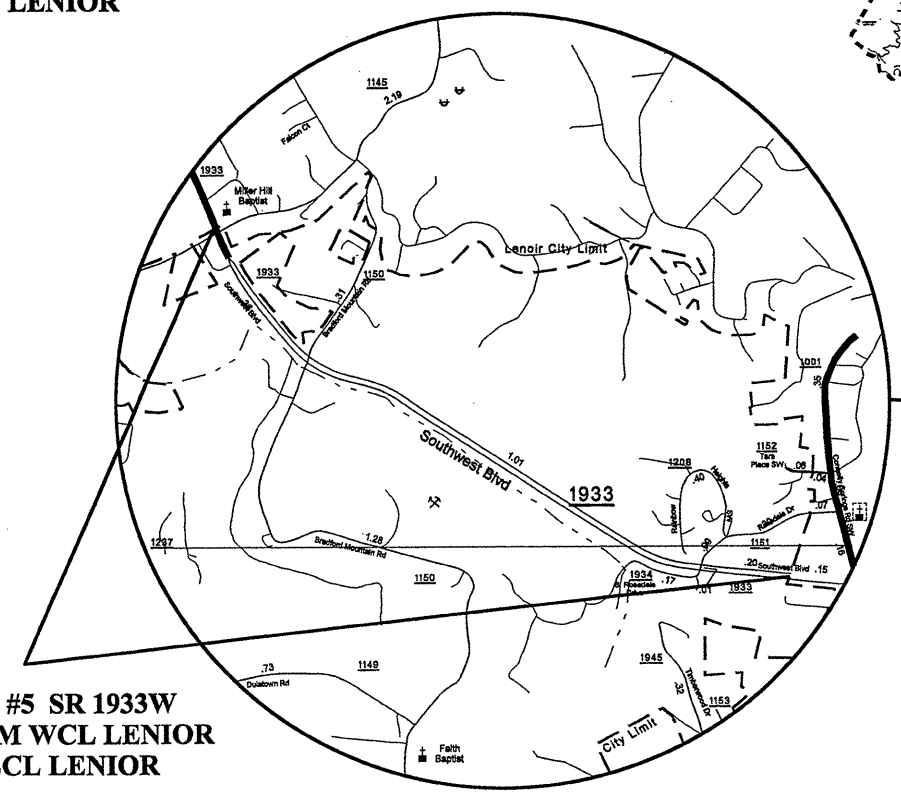 LENIOR
1145
2.19
Falcon Ct
1933
Miller Hill
Baptist
Lenoir City Limit
1933
1150
.31
Bradford Mountain Rd
Southwest Blvd
1001
.35
Southwest Blvd
1.01
1933
1208
.40
Rainbow
Heights
1152
Tara
Place SW
.06
.04
.07
1237
1.28
Bradford Mountain Rd
1150
1151
.20
Southwest Blvd
.15
.16
1934
.17
.01
1933
1149
.73
Dulatown Rd
1945
.32
Timberwood Dr
1153
City Limit
Faith
Baptist
#5 SR 1933W
M WCL LENIOR
CL LENIOR